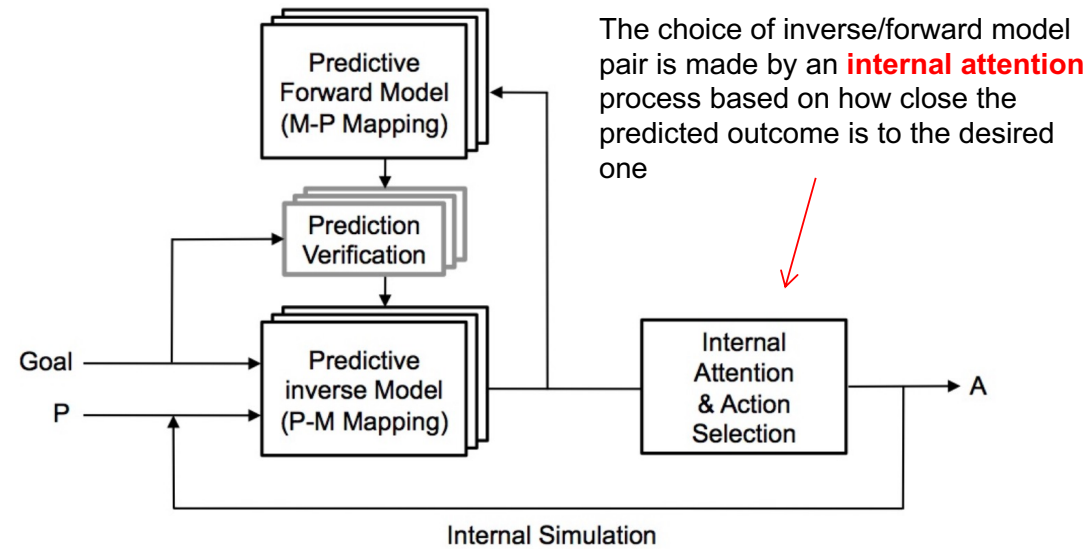 The choice of inverse/forward model
pair is made by an internal attention
process based on how close the
predicted outcome is to the desired
one
Predictive
Forward Model
(M-P Mapping)
Prediction
Verification
Goal
P
Predictive
inverse Model
(P-M Mapping)
Internal
Attention
& Action
Selection
A
Internal Simulation